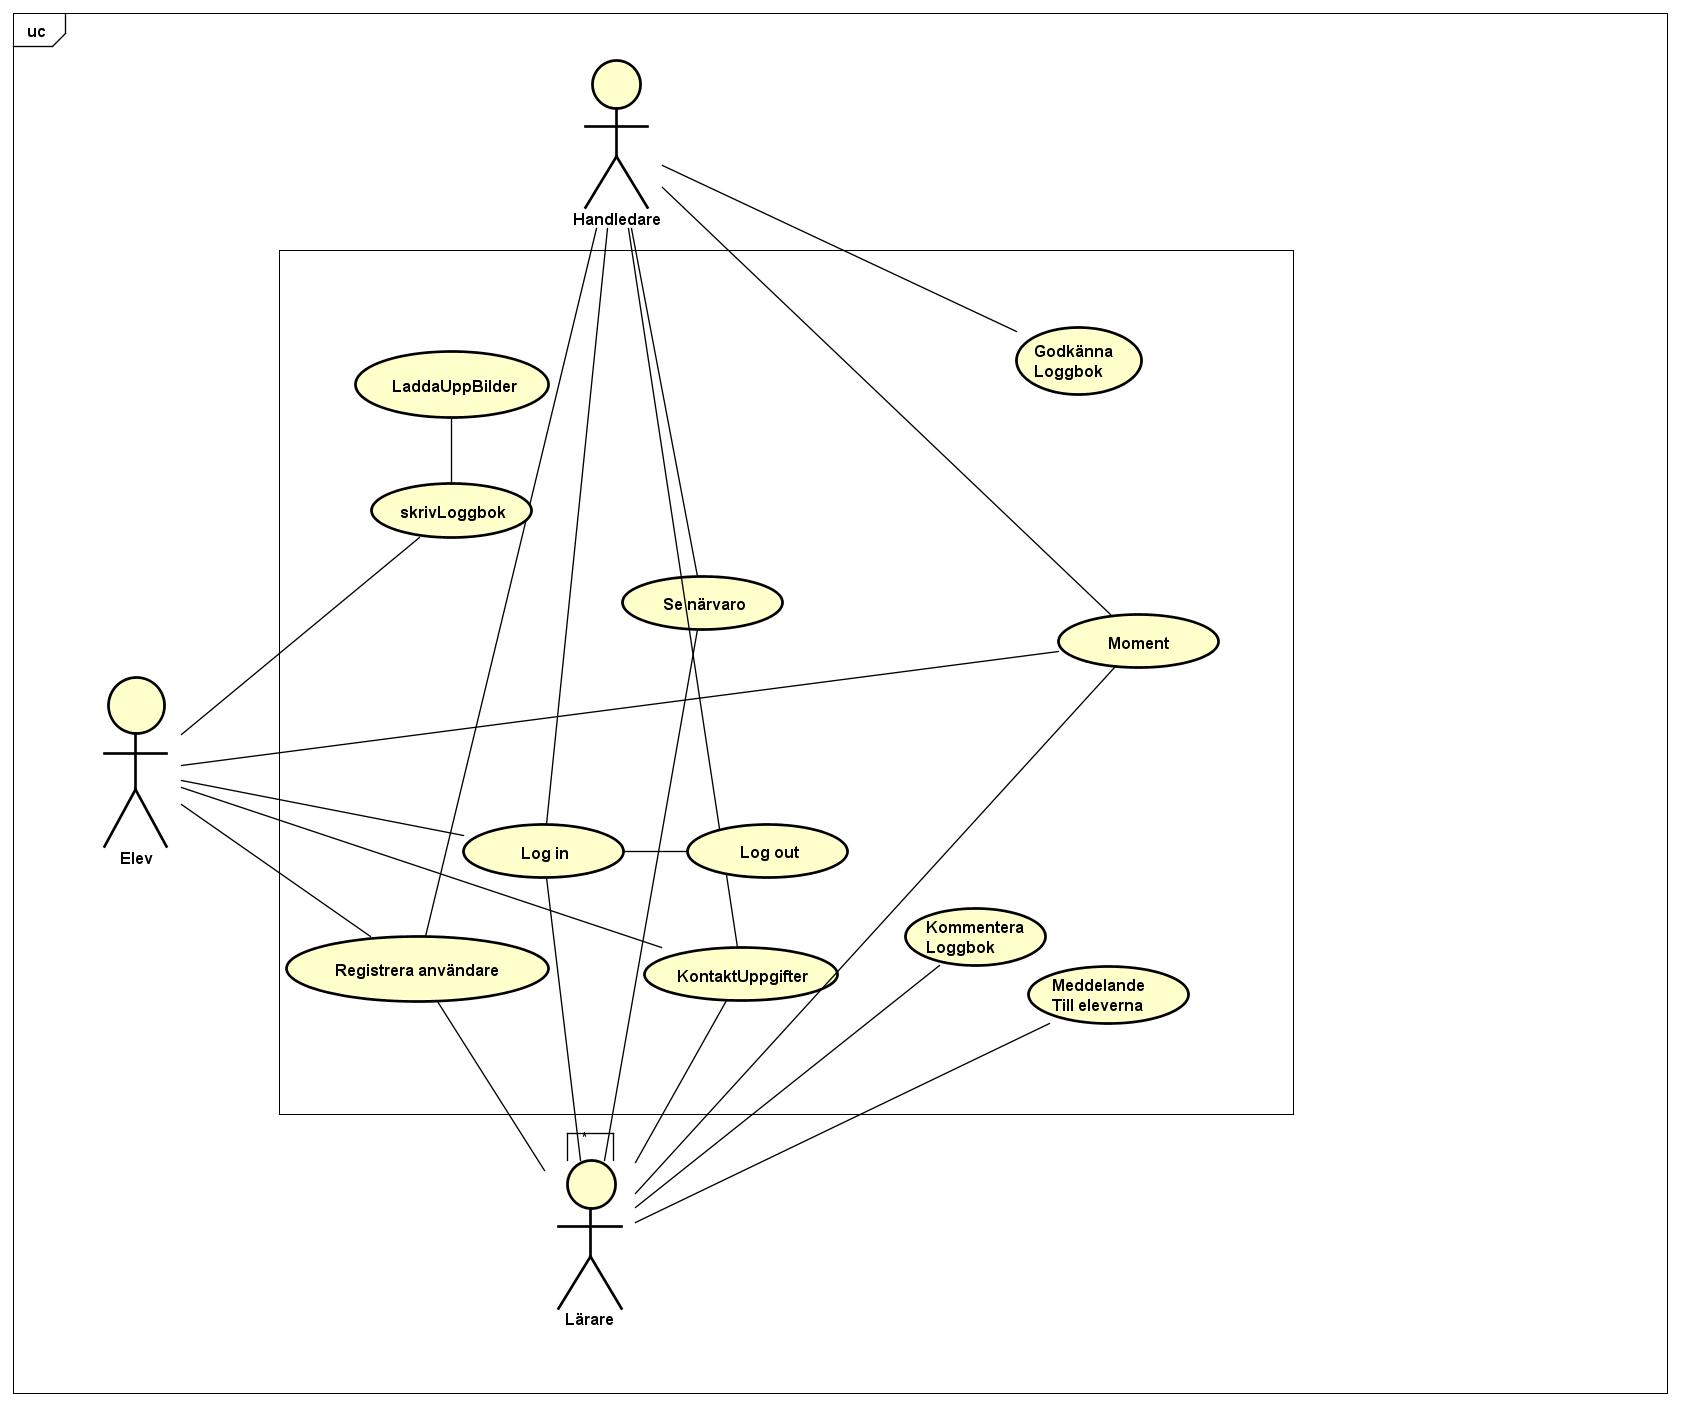 uc
Handledare
Godkänna
Loggbok
LaddaUppBilder
skrivLoggbok
Se närvaro
Moment
Elev
Log in
Log out
Kommentera
Loggbok
Registrera användare
KontaktUppgifter
Meddelande
Till eleverna
*
Lärare